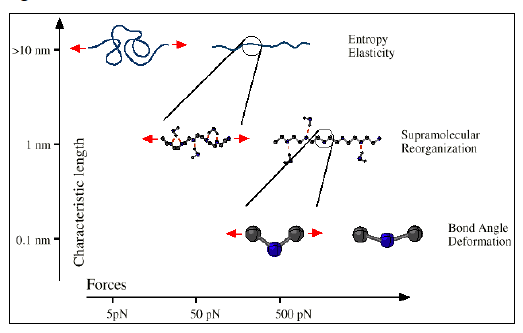 >10 nm
Entropy
Elasticity
1 nm
Supramolecular
Reorganization
0.1 nm
Bond Angle
Deformation
Characteristic length
Forces
5pN
50 pN
500 pN